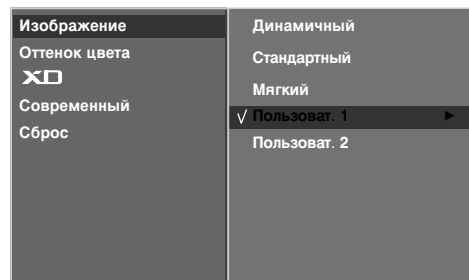 Изображение
Оттенок цвета
XD
Современный
Сброс
Динамичный
Стандартный
Мягкий
√ Пользоват. 1 ►
Пользоват. 2